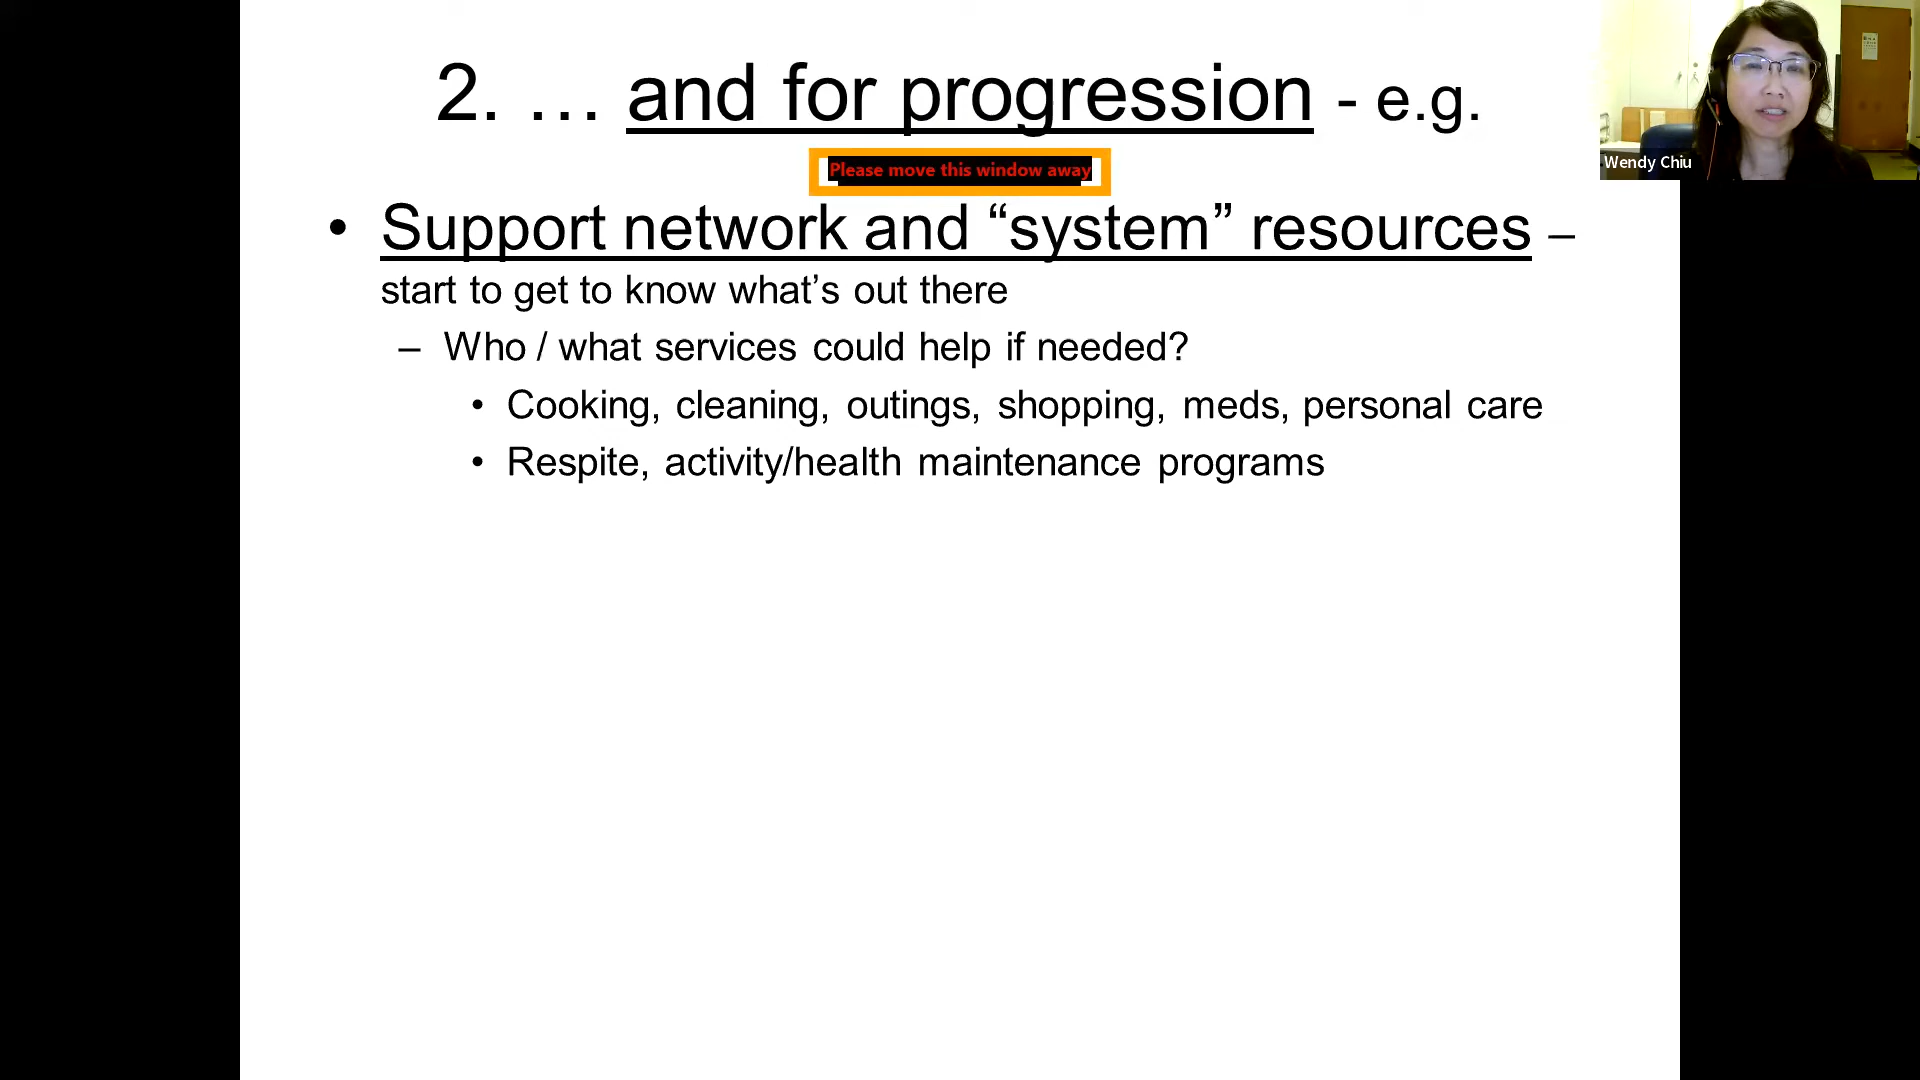 2. … and for progression - e.g.
Please move this window away
Wendy Chiu
• Support network and “system” resources –
start to get to know what’s out there
– Who / what services could help if needed?
• Cooking, cleaning, outings, shopping, meds, personal care
• Respite, activity/health maintenance programs